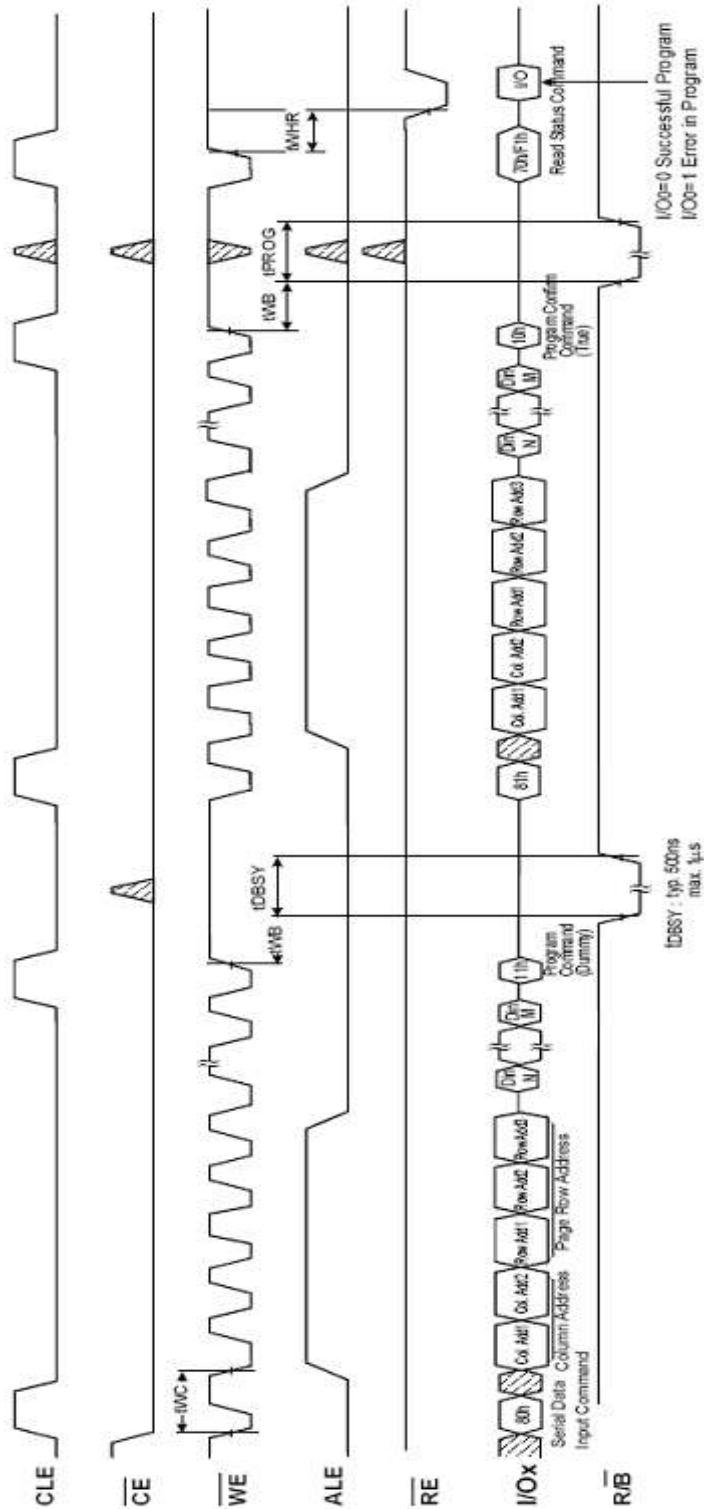 CLE
CE
WE
tWC
tWB
tDBSY
tWB
tPROG
tWHR
ALE
RE
I/Ox
80h
Col. Add1
Col. Add2
Row Add1
Row Add2
Row Add3
Din N
Din M
11h
81h
Col. Add1
Col. Add2
Row Add1
Row Add2
Row Add3
Din N
Din M
10h
70h/F1h
I/O
Serial Data
Input Command
Column Address
Page Row Address
Program
Command
(Dummy)
Program Confirm
Command
(True)
Read Status Command
R/B
tDBSY : typ. 500ns
max. 1μs
I/O0=0 Successful Program
I/O0=1 Error in Program